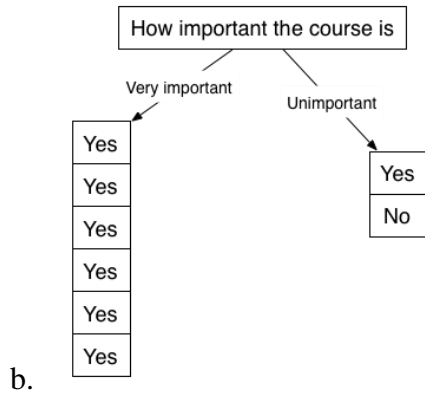 How important the course is
Very important
Unimportant
Yes
Yes
Yes
Yes
Yes
Yes
Yes
No
b.